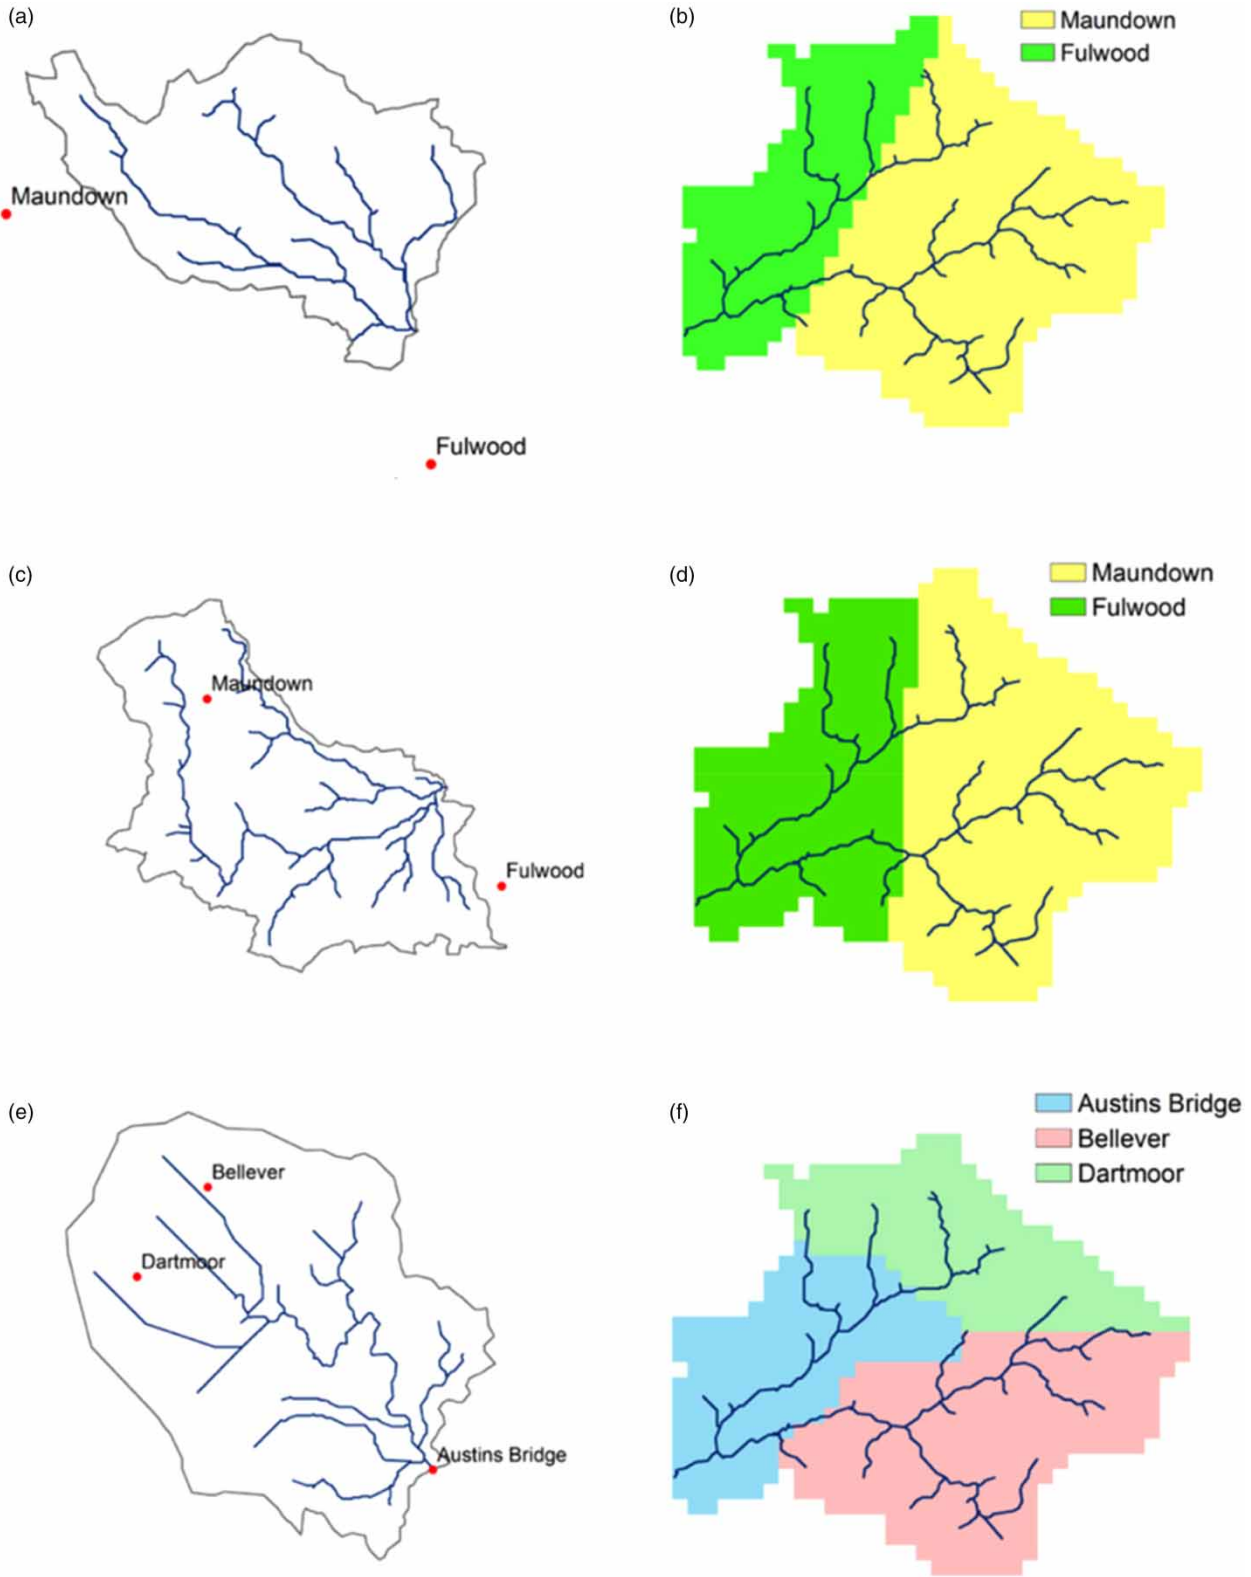 (a)
Maundown
Fulwood
(b)
Maundown
Fulwood
(c)
Maundown
Fulwood
(d)
Maundown
Fulwood
(e)
Bellever
Dartmoor
Austins Bridge
(f)
Austins Bridge
Bellever
Dartmoor